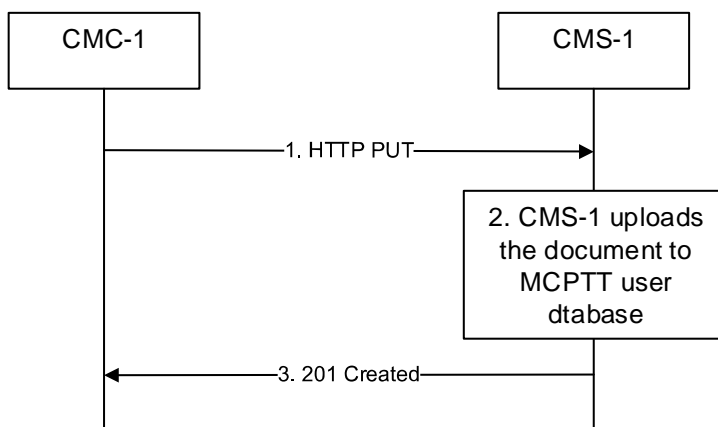 CMC-1
CMS-1
1. HTTP PUT
2. CMS-1 uploads
the document to
MCPTT user
dtabase
3. 201 Created